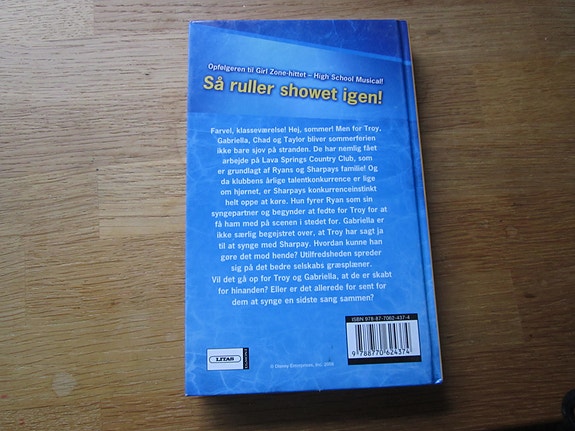 Opfølgeren til Girl Zone-hittet – High School Musical!
Så ruller showet igen!
Farvel, klasseværelse! Hej, sommer! Men for Troy,
Gabriella, Chad og Taylor bliver sommerferien
ikke bare sjov på stranden. De har nemlig fået
arbejde på Lava Springs Country Club, som
er grundlagt af Ryans og Sharpays familie! Og
da klubbens årlige talentkonkurrence er lige
om hjørnet, er Sharpays konkurrenceinstinkt
helt oppe at køre. Hun fyrer Ryan som sin
syngepartner og begynder at fedte for Troy for at
få ham med på scenen i stedet for. Gabriella er
ikke særlig begejstret over, at Troy har sagt ja
til at synge med Sharpay. Hvordan kunne han
gøre det mod hende? Utilfredsheden spreder
sig på det bedre selskabs græsplæner.
Vil det gå op for Troy og Gabriella, at de er skabt
for hinanden? Eller er det allerede for sent for
dem at synge en sidste sang sammen?
ISBN 978-87-7062-437-4
9 788770 624374
LITAS
© Disney Enterprises, Inc.